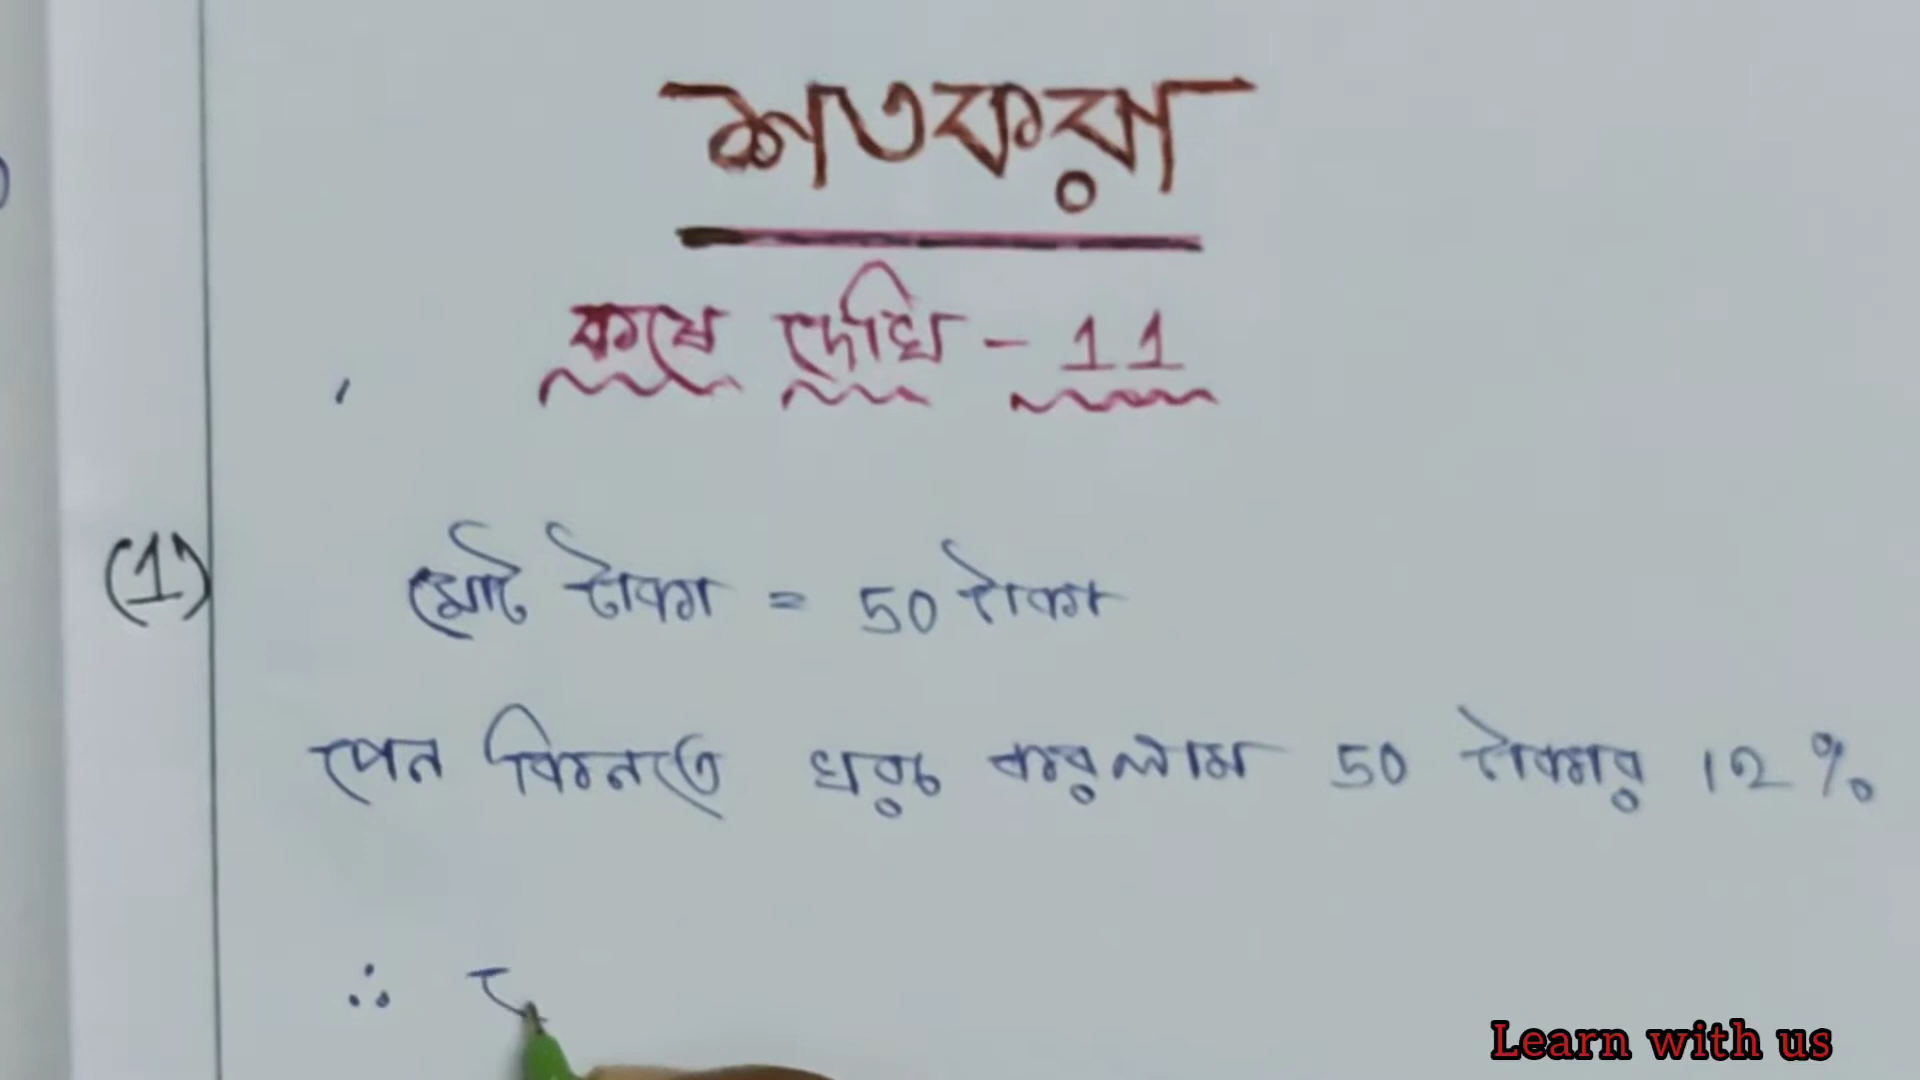 শতকরা
কষে দেখি - 11
(1) মোট টাকা = 50 টাকা
পেন কিনতে খরচ করলাম 50 টাকার 12%
∴
Learn with us